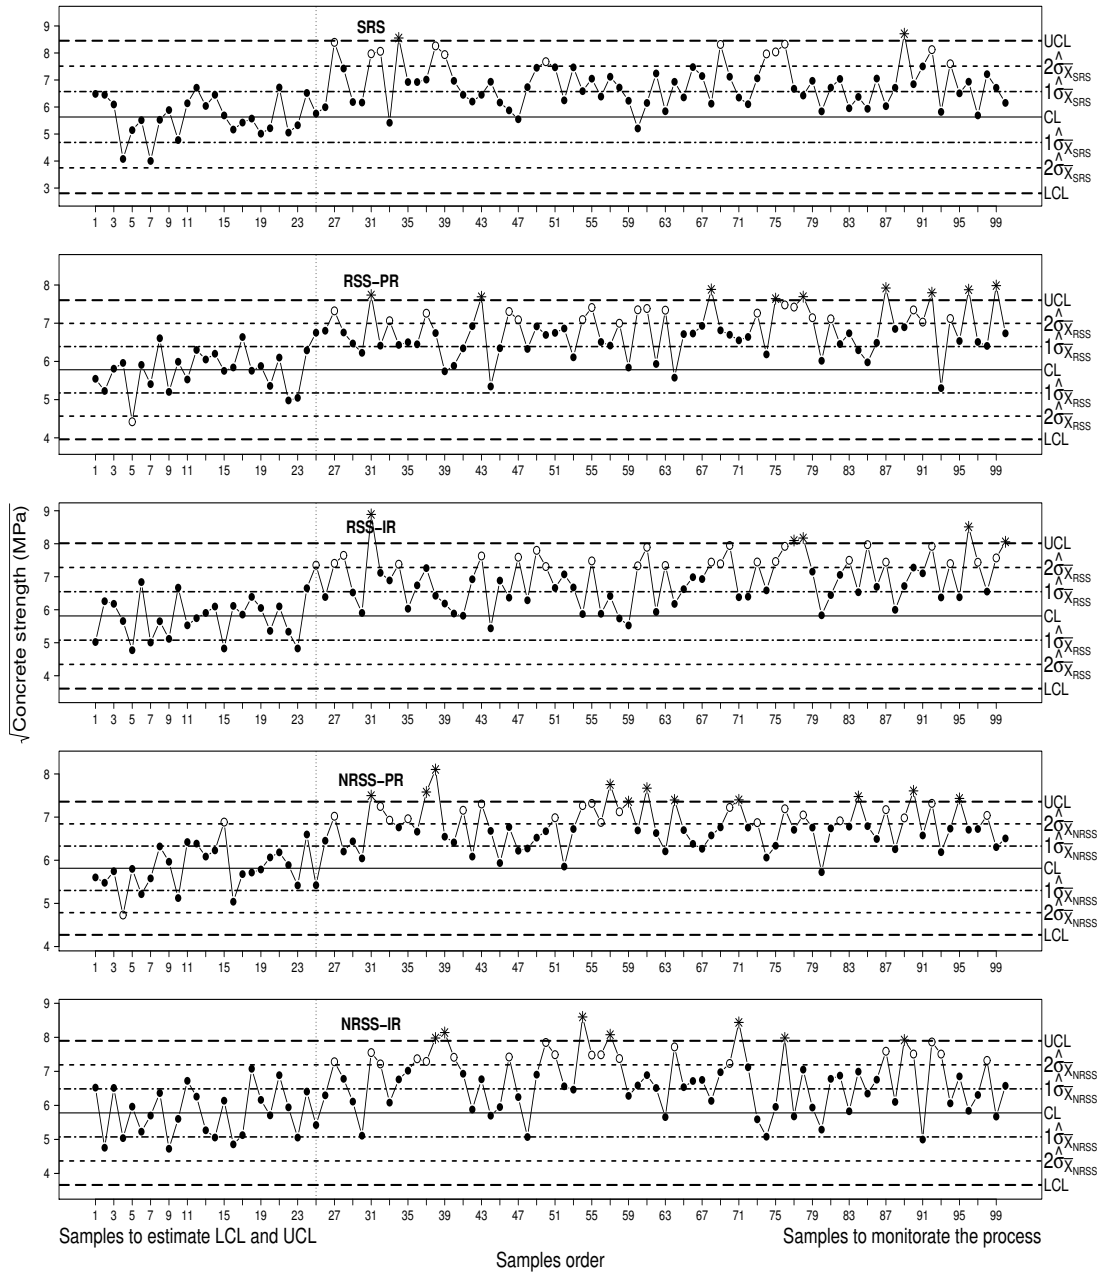 √Concrete strength (MPa)
SRS
9
8
7
6
5
4
3
UCL
2σ̂X̄SRS
1σ̂X̄SRS
CL
1σ̂X̄SRS
2σ̂X̄SRS
LCL
1 3 5 7 9 11 15 19 23 27 31 35 39 43 47 51 55 59 63 67 71 75 79 83 87 91 95 99
RSS−PR
8
7
6
5
4
UCL
2σ̂X̄RSS
1σ̂X̄RSS
CL
1σ̂X̄RSS
2σ̂X̄RSS
LCL
1 3 5 7 9 11 15 19 23 27 31 35 39 43 47 51 55 59 63 67 71 75 79 83 87 91 95 99
RSS−IR
9
8
7
6
5
4
UCL
2σ̂X̄RSS
1σ̂X̄RSS
CL
1σ̂X̄RSS
2σ̂X̄RSS
LCL
1 3 5 7 9 11 15 19 23 27 31 35 39 43 47 51 55 59 63 67 71 75 79 83 87 91 95 99
NRSS−PR
8
7
6
5
4
UCL
2σ̂X̄NRSS
1σ̂X̄NRSS
CL
1σ̂X̄NRSS
2σ̂X̄NRSS
LCL
1 3 5 7 9 11 15 19 23 27 31 35 39 43 47 51 55 59 63 67 71 75 79 83 87 91 95 99
NRSS−IR
9
8
7
6
5
4
UCL
2σ̂X̄NRSS
1σ̂X̄NRSS
CL
1σ̂X̄NRSS
2σ̂X̄NRSS
LCL
1 3 5 7 9 11 15 19 23 27 31 35 39 43 47 51 55 59 63 67 71 75 79 83 87 91 95 99
Samples to estimate LCL and UCL
Samples to monitorate the process
Samples order